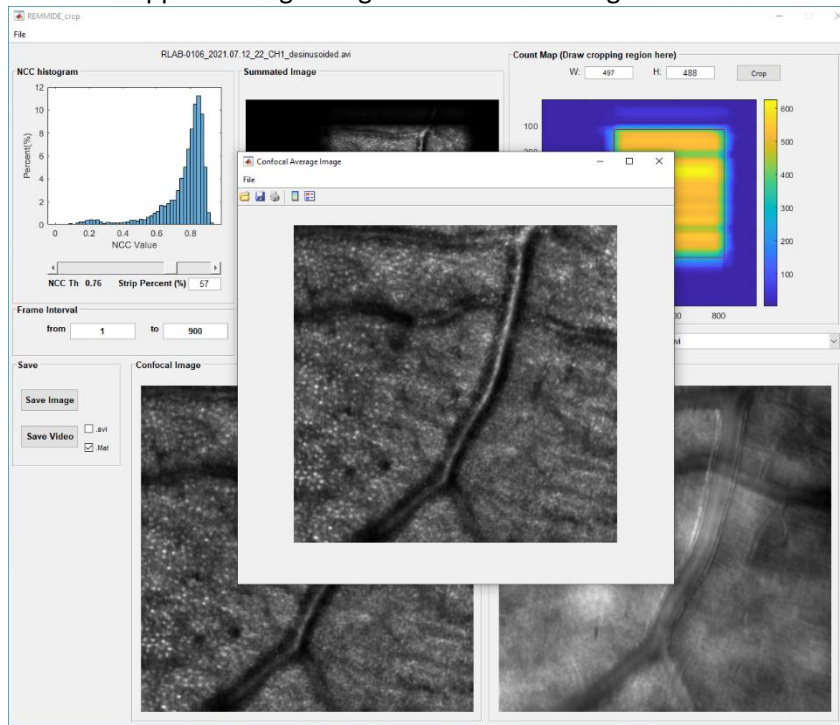 REMMIDE_crop
File
RLAB-0106_2021.07.12_22_CH1_desinusoided.avi
NCC histogram
12
10
8
6
4
2
0
Percent(%)
0 0.2 0.4 0.6 0.8
NCC Value
NCC Th 0.76 Strip Percent (%) 57
Frame Interval
from 1 to 900
Save
Save Image
Save Video
.avi
.Mat
Summated Image
Count Map (Draw cropping region here)
W: 497 H: 488 Crop
100
600
500
400
300
200
100
800
Confocal Image
Confocal Average Image
File